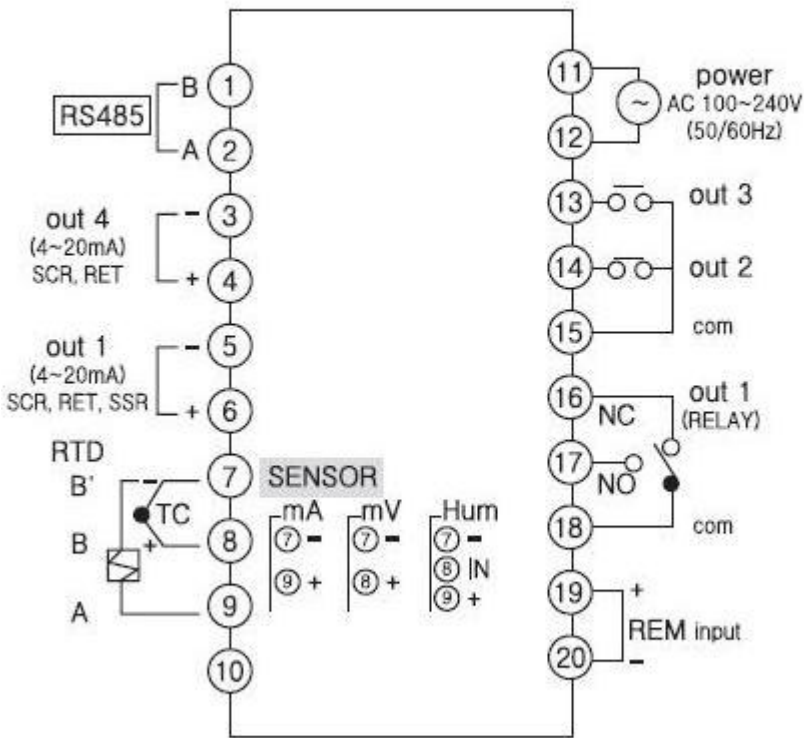 B
1
RS485
A
2
out 4
(4~20mA)
SCR, RET
-
3
+
4
out 1
(4~20mA)
SCR, RET, SSR
-
5
+
6
RTD
B'
-
7
TC
B
+
8
A
9
10
SENSOR
mA
7 -
9 +
mV
7 -
8 +
Hum
7 -
8 IN
9 +
11
12
~
power
AC 100~240V
(50/60Hz)
13
out 3
14
out 2
15
com
16
NC
out 1
(RELAY)
17
NO
18
com
19
+
REM input
20
-